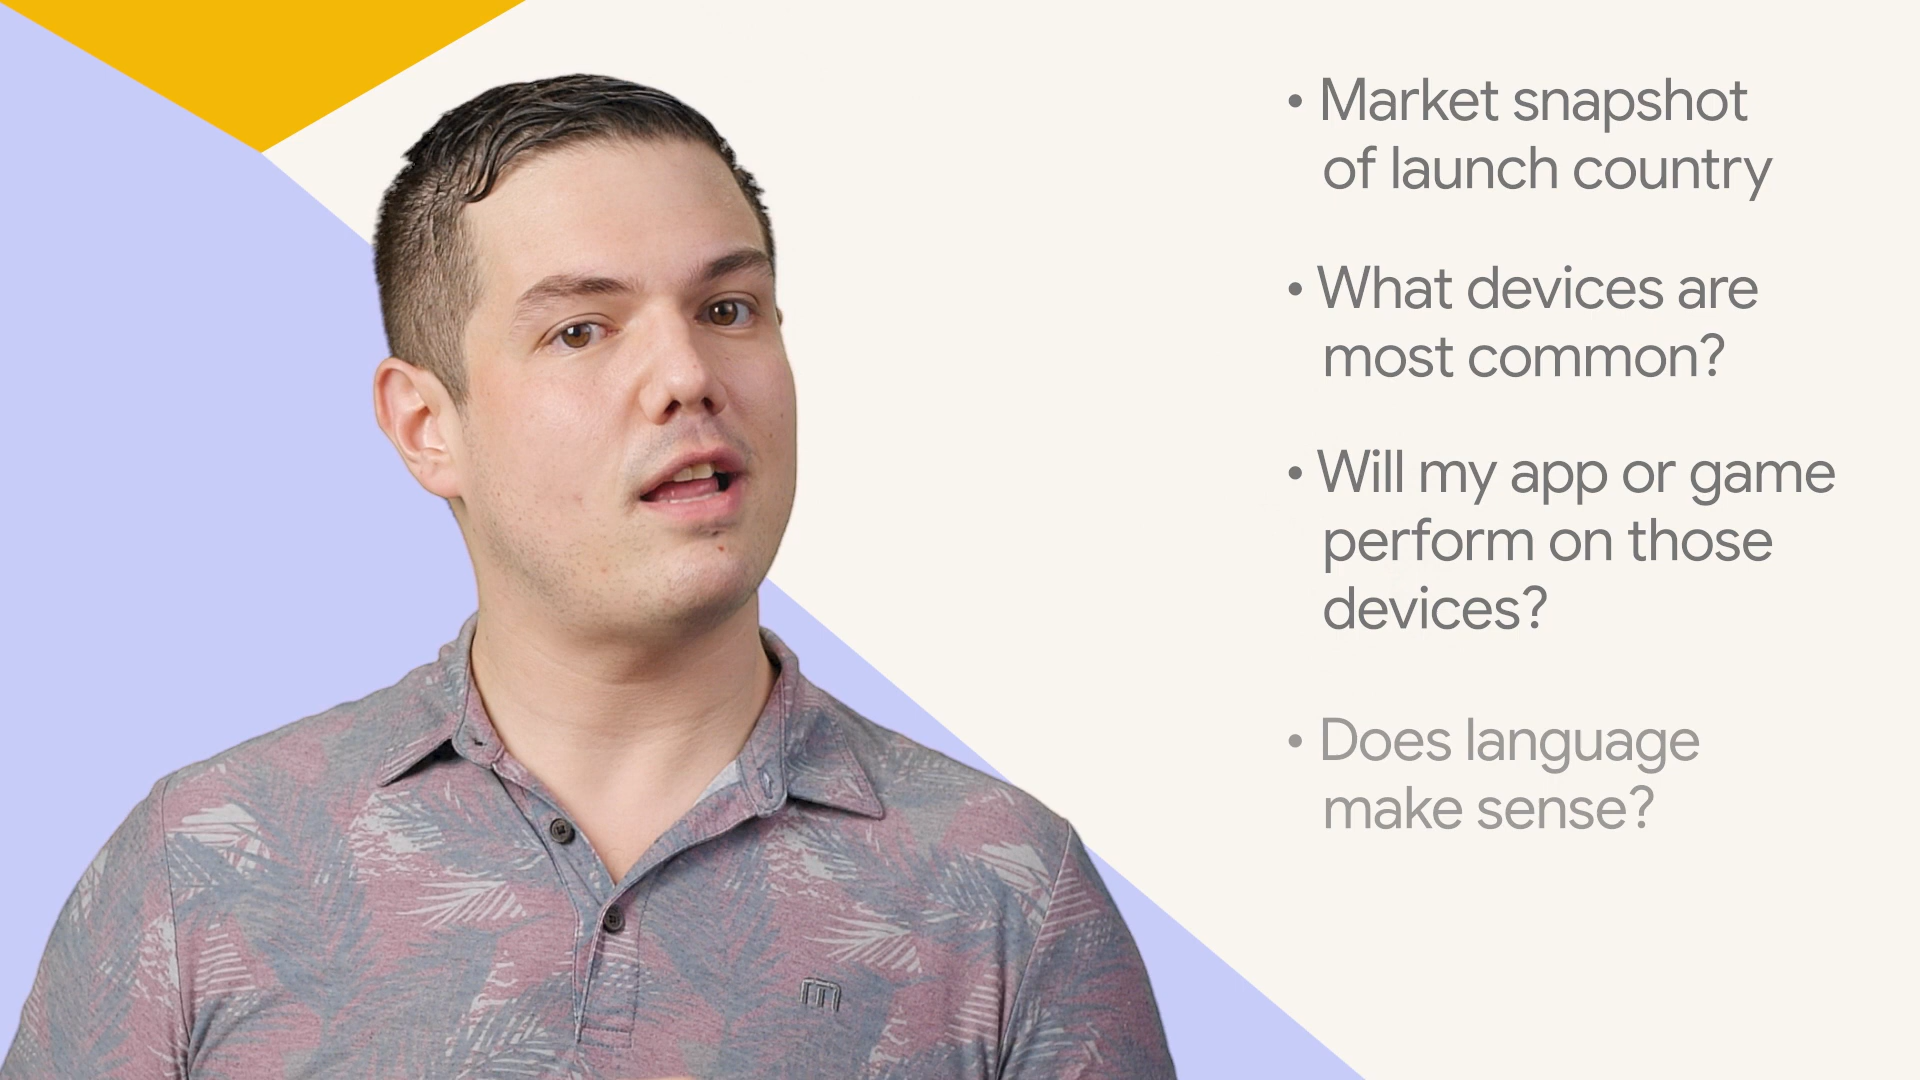 • Market snapshot
of launch country
• What devices are
most common?
• Will my app or game
perform on those
devices?
• Does language
make sense?